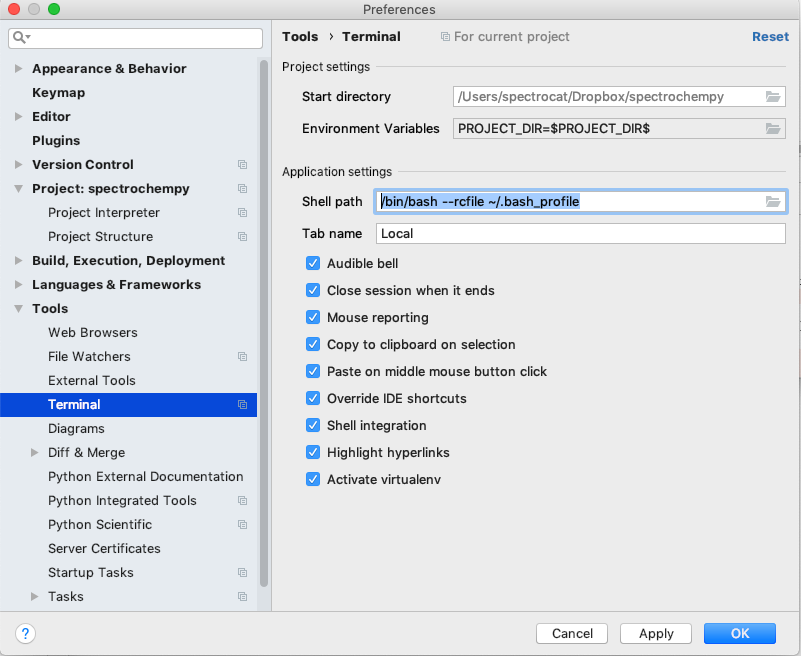 Preferences
Appearance & Behavior
Keymap
Editor
Plugins
Version Control
Project: spectrochempy
Project Interpreter
Project Structure
Build, Execution, Deployment
Languages & Frameworks
Tools
Web Browsers
File Watchers
External Tools
Terminal
Diagrams
Diff & Merge
Python External Documentation
Python Integrated Tools
Python Scientific
Server Certificates
Startup Tasks
Tasks
Tools › Terminal For current project Reset
Project settings
Start directory /Users/spectrocat/Dropbox/spectrochempy
Environment Variables PROJECT_DIR=$PROJECT_DIR$
Application settings
Shell path /bin/bash --rcfile ~/.bash_profile
Tab name Local
Audible bell
Close session when it ends
Mouse reporting
Copy to clipboard on selection
Paste on middle mouse button click
Override IDE shortcuts
Shell integration
Highlight hyperlinks
Activate virtualenv
? Cancel Apply OK